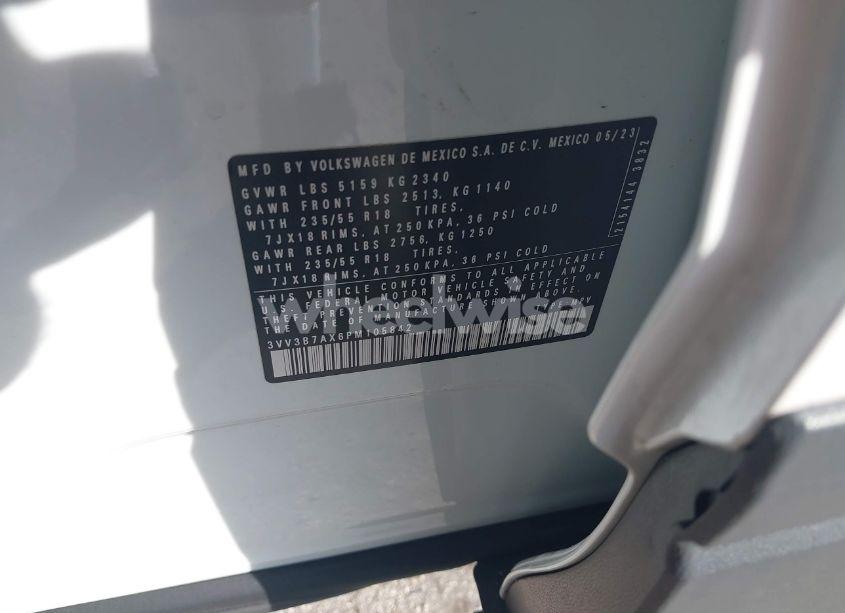 MFD BY VOLKSWAGEN DE MEXICO S.A. DE C.V. MEXICO 05/23
GVWR LBS 5159 KG 2340
GAWR FRONT LBS 2513, KG 1140
WITH 235/55 R18 TIRES,
7JX18 RIMS, AT 250 KPA, 36 PSI COLD
GAWR REAR LBS 2756, KG 1250
WITH 235/55 R18 TIRES,
7JX18 RIMS, AT 250 KPA, 36 PSI COLD
THIS VEHICLE CONFORMS TO ALL APPLICABLE
U.S. FEDERAL MOTOR VEHICLE SAFETY AND
THEFT PREVENTION STANDARDS IN EFFECT ON
THE DATE OF MANUFACTURE SHOWN ABOVE.
3VV3B7AX6PM105842
MPV
2154144 3832
wheelwise